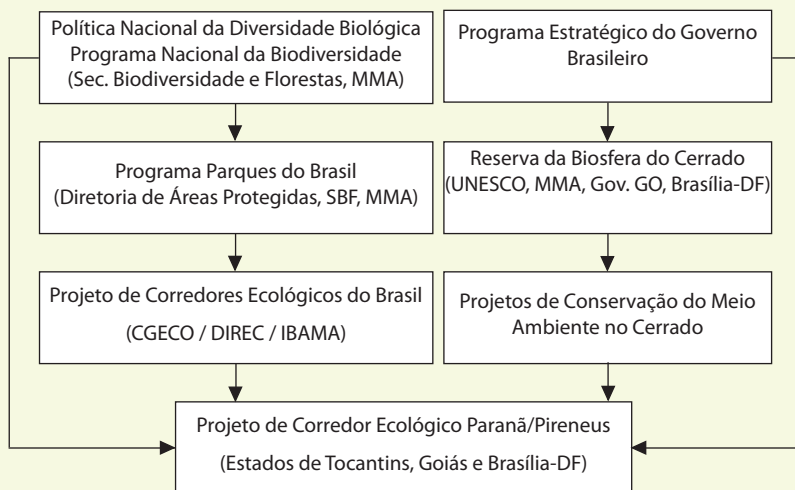 Política Nacional da Diversidade Biológica
Programa Nacional da Biodiversidade
(Sec. Biodiversidade e Florestas, MMA)
Programa Estratégico do Governo
Brasileiro
Programa Parques do Brasil
(Diretoria de Áreas Protegidas, SBF, MMA)
Reserva da Biosfera do Cerrado
(UNESCO, MMA, Gov. GO, Brasília-DF)
Projeto de Corredores Ecológicos do Brasil
(CGECO / DIREC / IBAMA)
Projetos de Conservação do Meio
Ambiente no Cerrado
Projeto de Corredor Ecológico Paranã/Pireneus
(Estados de Tocantins, Goiás e Brasília-DF)